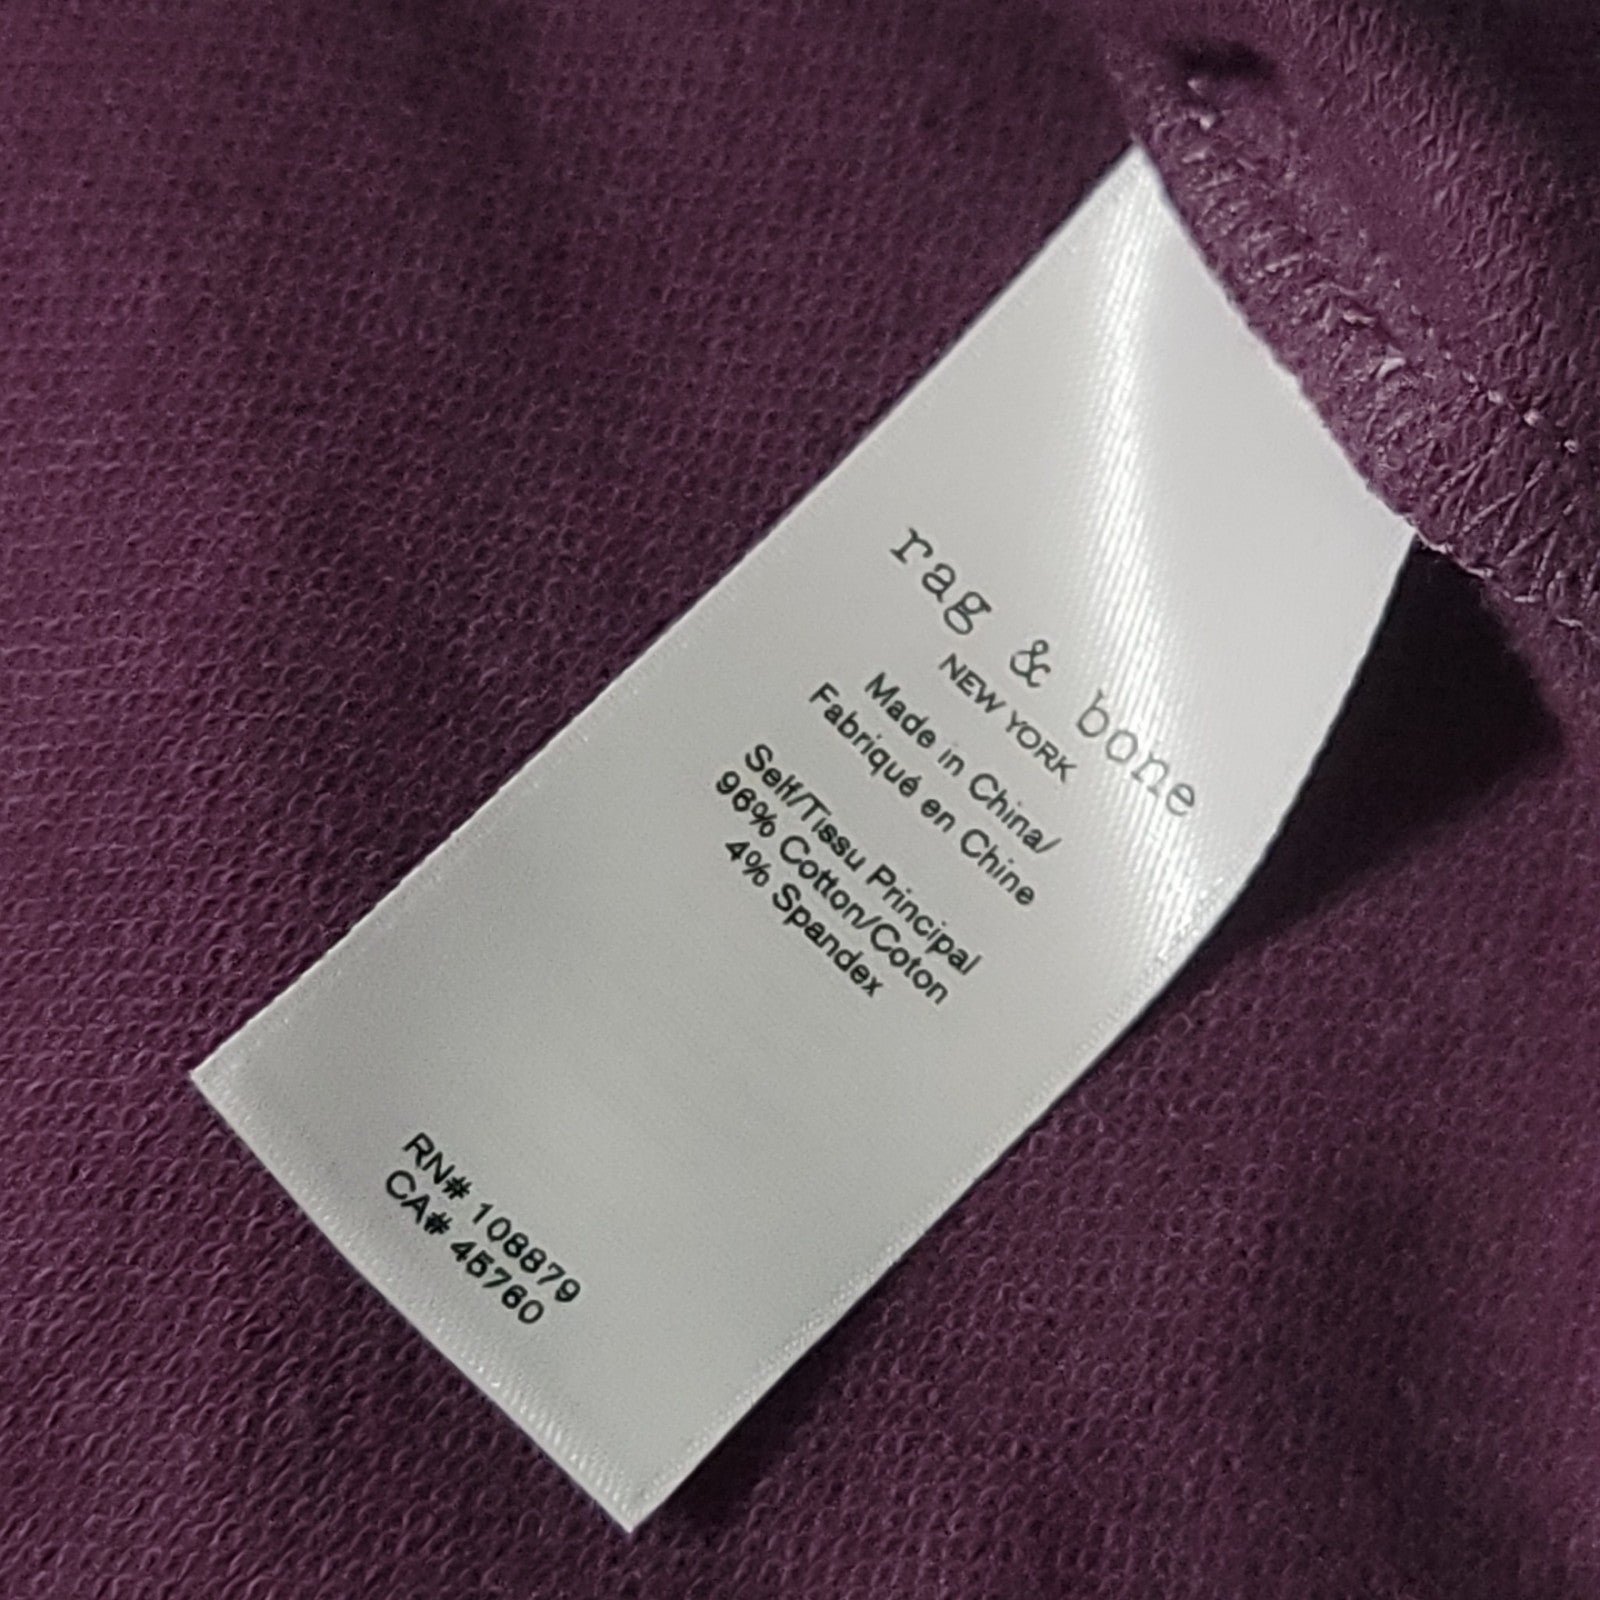 rag & bone
NEW YORK
Made in China/
Fabriqué en Chine
Self/Tissu Principal
96% Cotton/Coton
4% Spandex
RN# 108879
CA# 45760